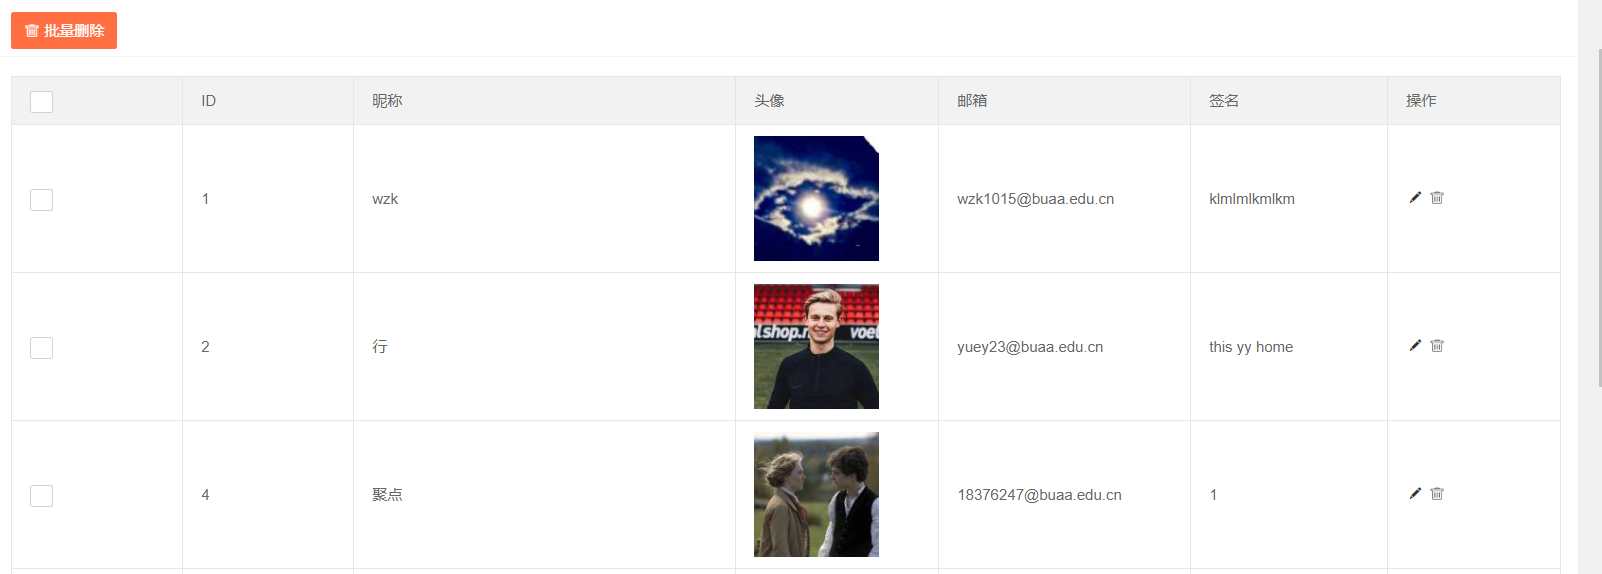 批量删除
ID 昵称 头像 邮箱 签名 操作
1 wzk wzk1015@buaa.edu.cn klmlmlkmlkm
lshop.n voet
2 行 yuey23@buaa.edu.cn this yy home
4 聚点 18376247@buaa.edu.cn 1